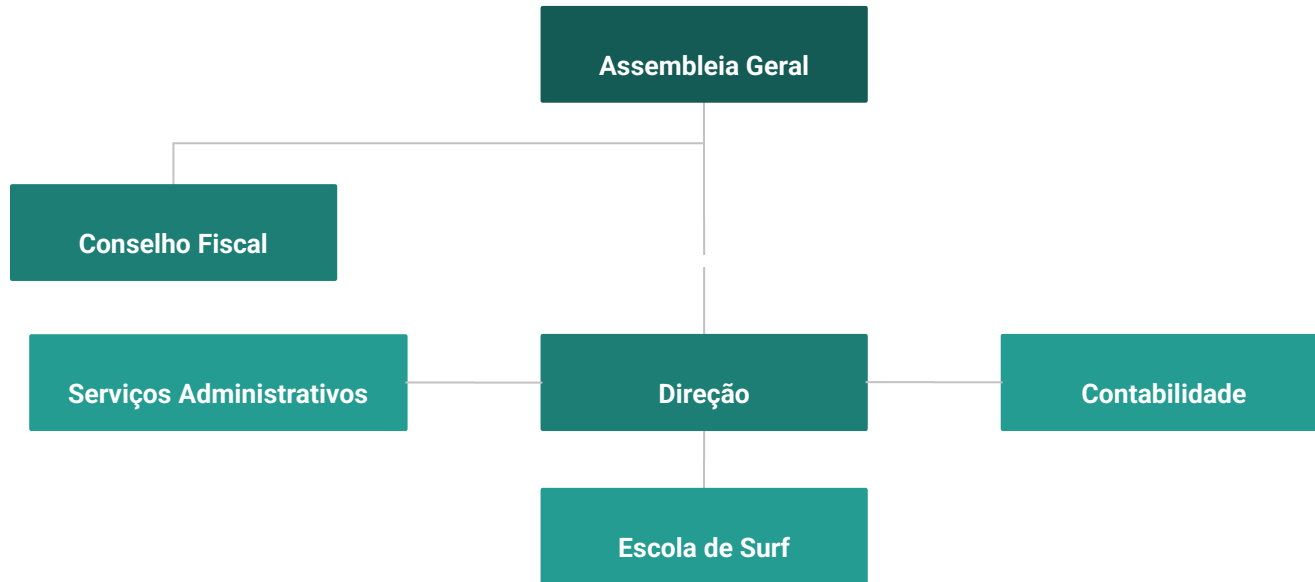 Assembleia Geral
Conselho Fiscal
Serviços Administrativos
Direção
Contabilidade
Escola de Surf